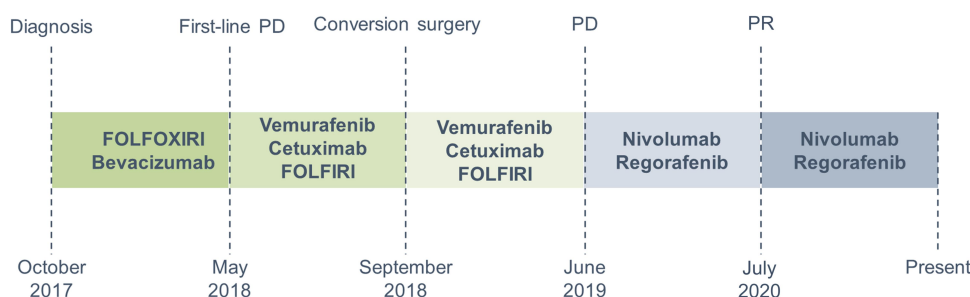 Diagnosis
First-line PD
Conversion surgery
PD
PR
FOLFOXIRI
Bevacizumab
Vemurafenib
Cetuximab
FOLFIRI
Vemurafenib
Cetuximab
FOLFIRI
Nivolumab
Regorafenib
Nivolumab
Regorafenib
October
2017
May
2018
September
2018
June
2019
July
2020
Present